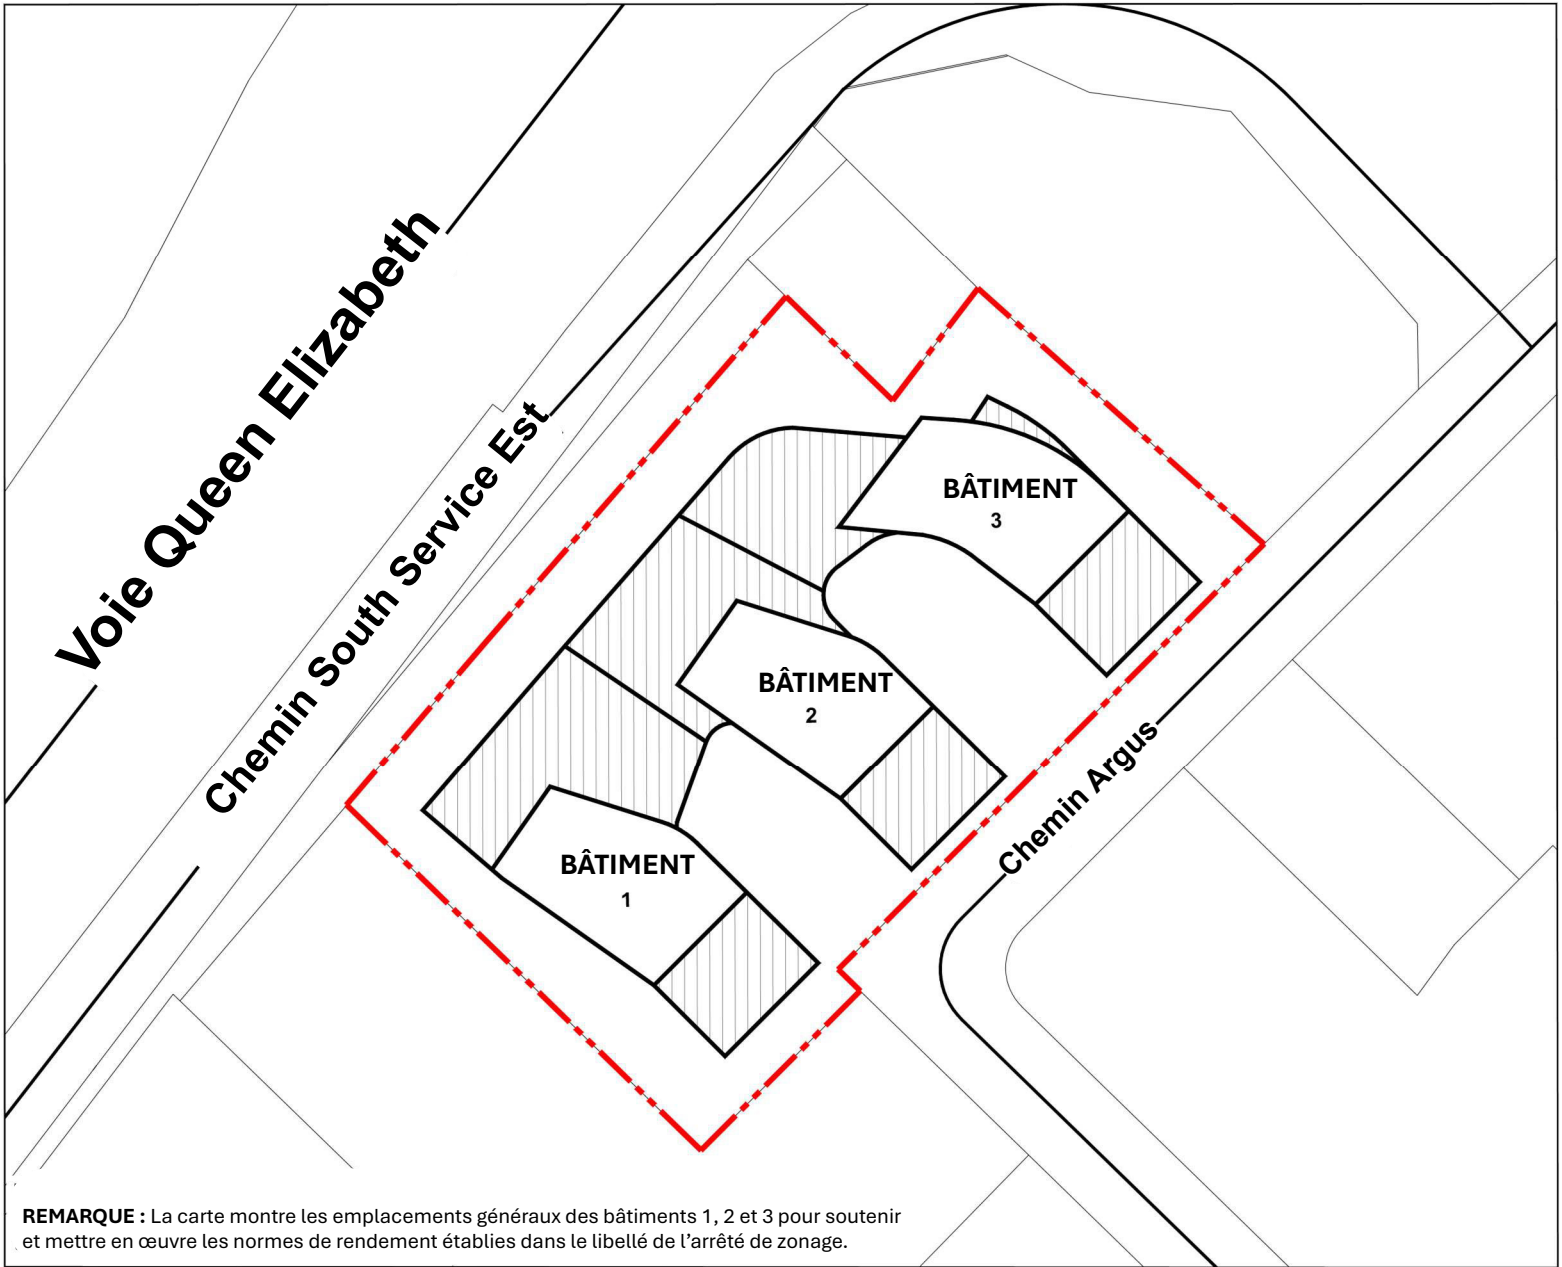 Voie Queen Elizabeth
Chemin South Service Est
BÂTIMENT
3
BÂTIMENT
2
BÂTIMENT
1
Chemin Argus
REMARQUE : La carte montre les emplacements généraux des bâtiments 1, 2 et 3 pour soutenir
et mettre en œuvre les normes de rendement établies dans le libellé de l’arrêté de zonage.